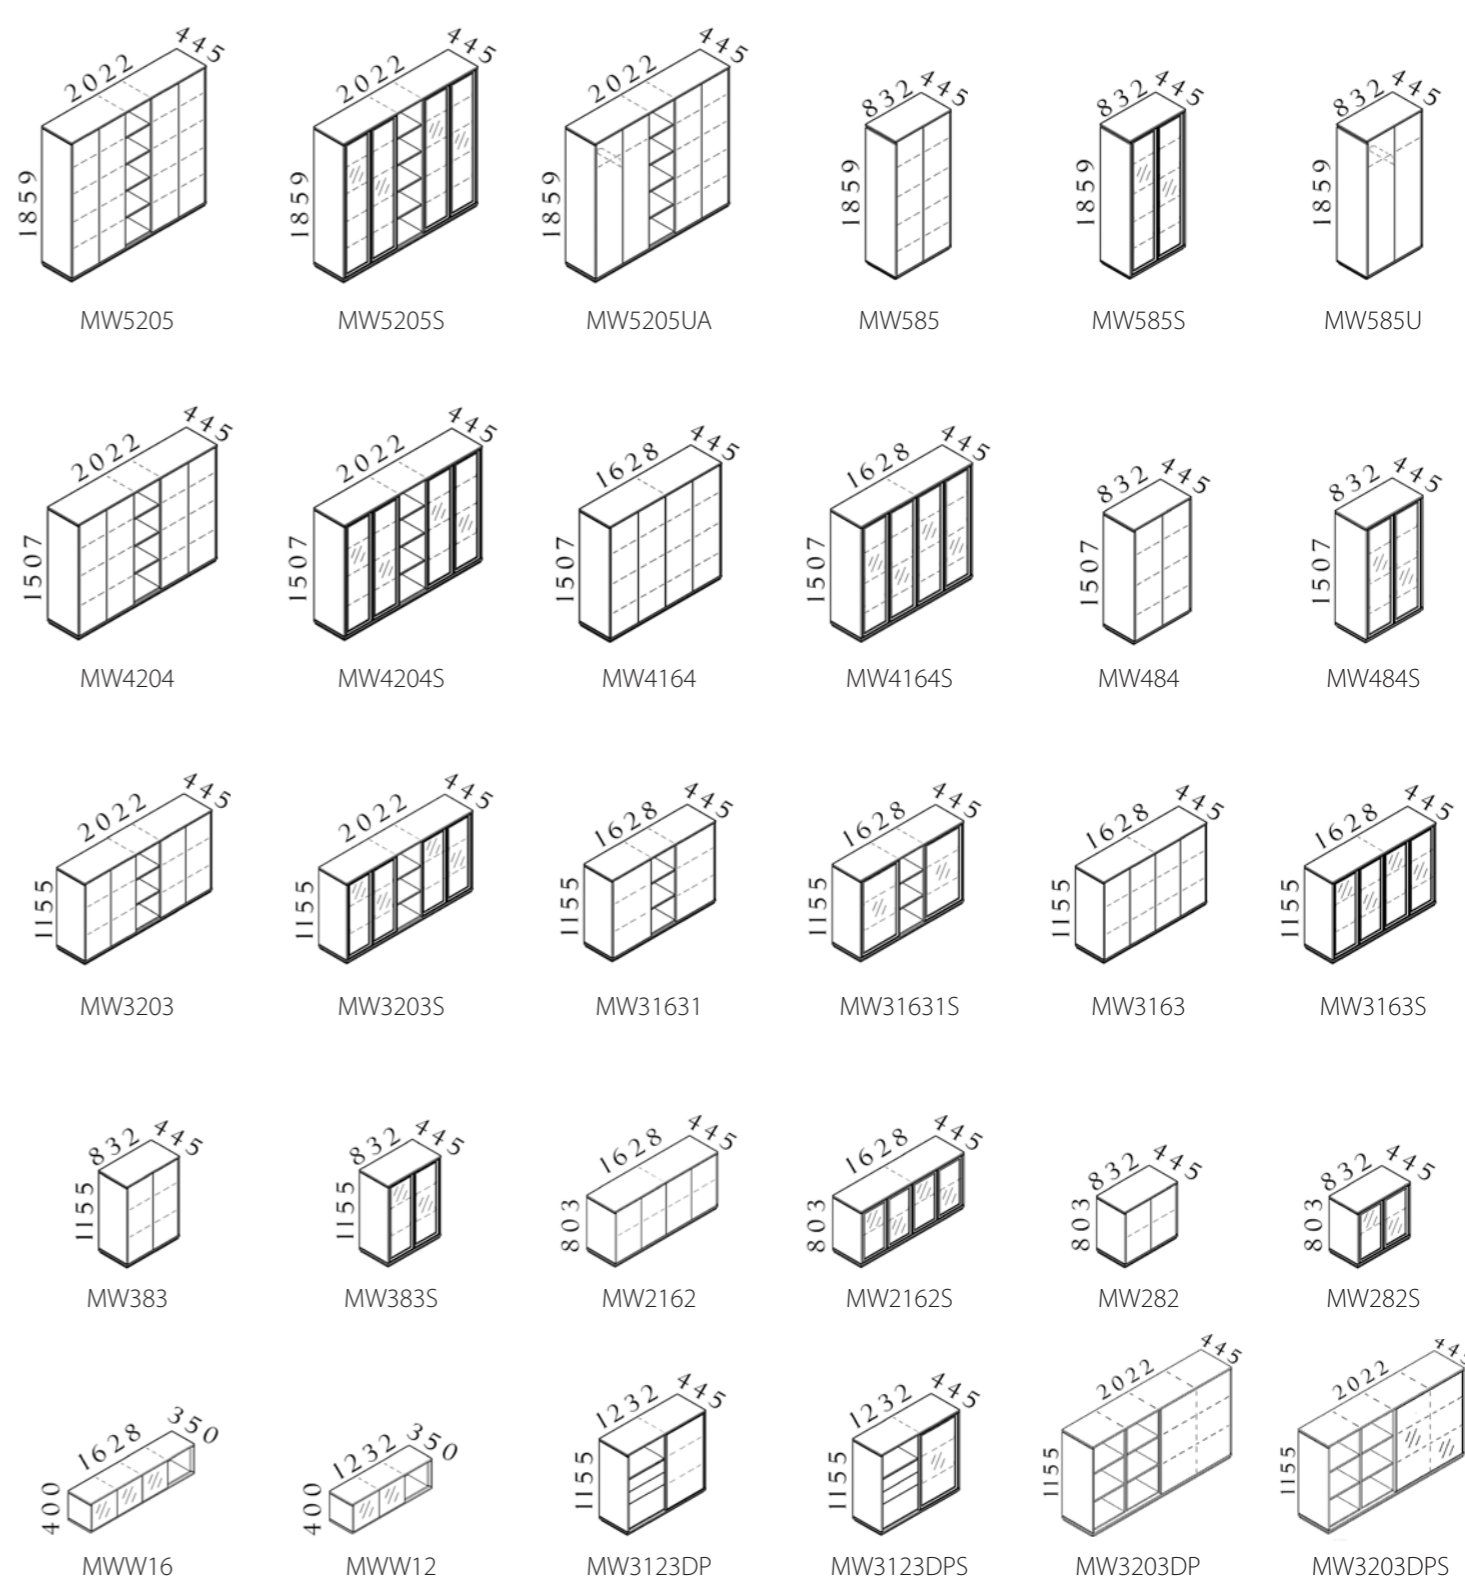 2022 445 2022 445 2022 445 832 445 832 445 832 445
1859 1859 1859 1859 1859 1859
MW5205 MW5205S MW5205UA MW585 MW585S MW585U
2022 445 2022 445 1628 445 1628 445 832 445 832 445
1507 1507 1507 1507 1507 1507
MW4204 MW4204S MW4164 MW4164S MW484 MW484S
2022 445 2022 445 1628 445 1628 445 1628 445 1628 445
1155 1155 1155 1155 1155 1155
MW3203 MW3203S MW31631 MW31631S MW3163 MW3163S
832 445 832 445 1628 445 1628 445 832 445 832 445
1155 1155 803 803 803 803
MW383 MW383S MW2162 MW2162S MW282 MW282S
1628 350 1232 350 1232 445 1232 445 2022 445 2022 445
400 400 1155 1155 1155 1155
MWW16 MWW12 MW3123DP MW3123DPS MW3203DP MW3203DPS